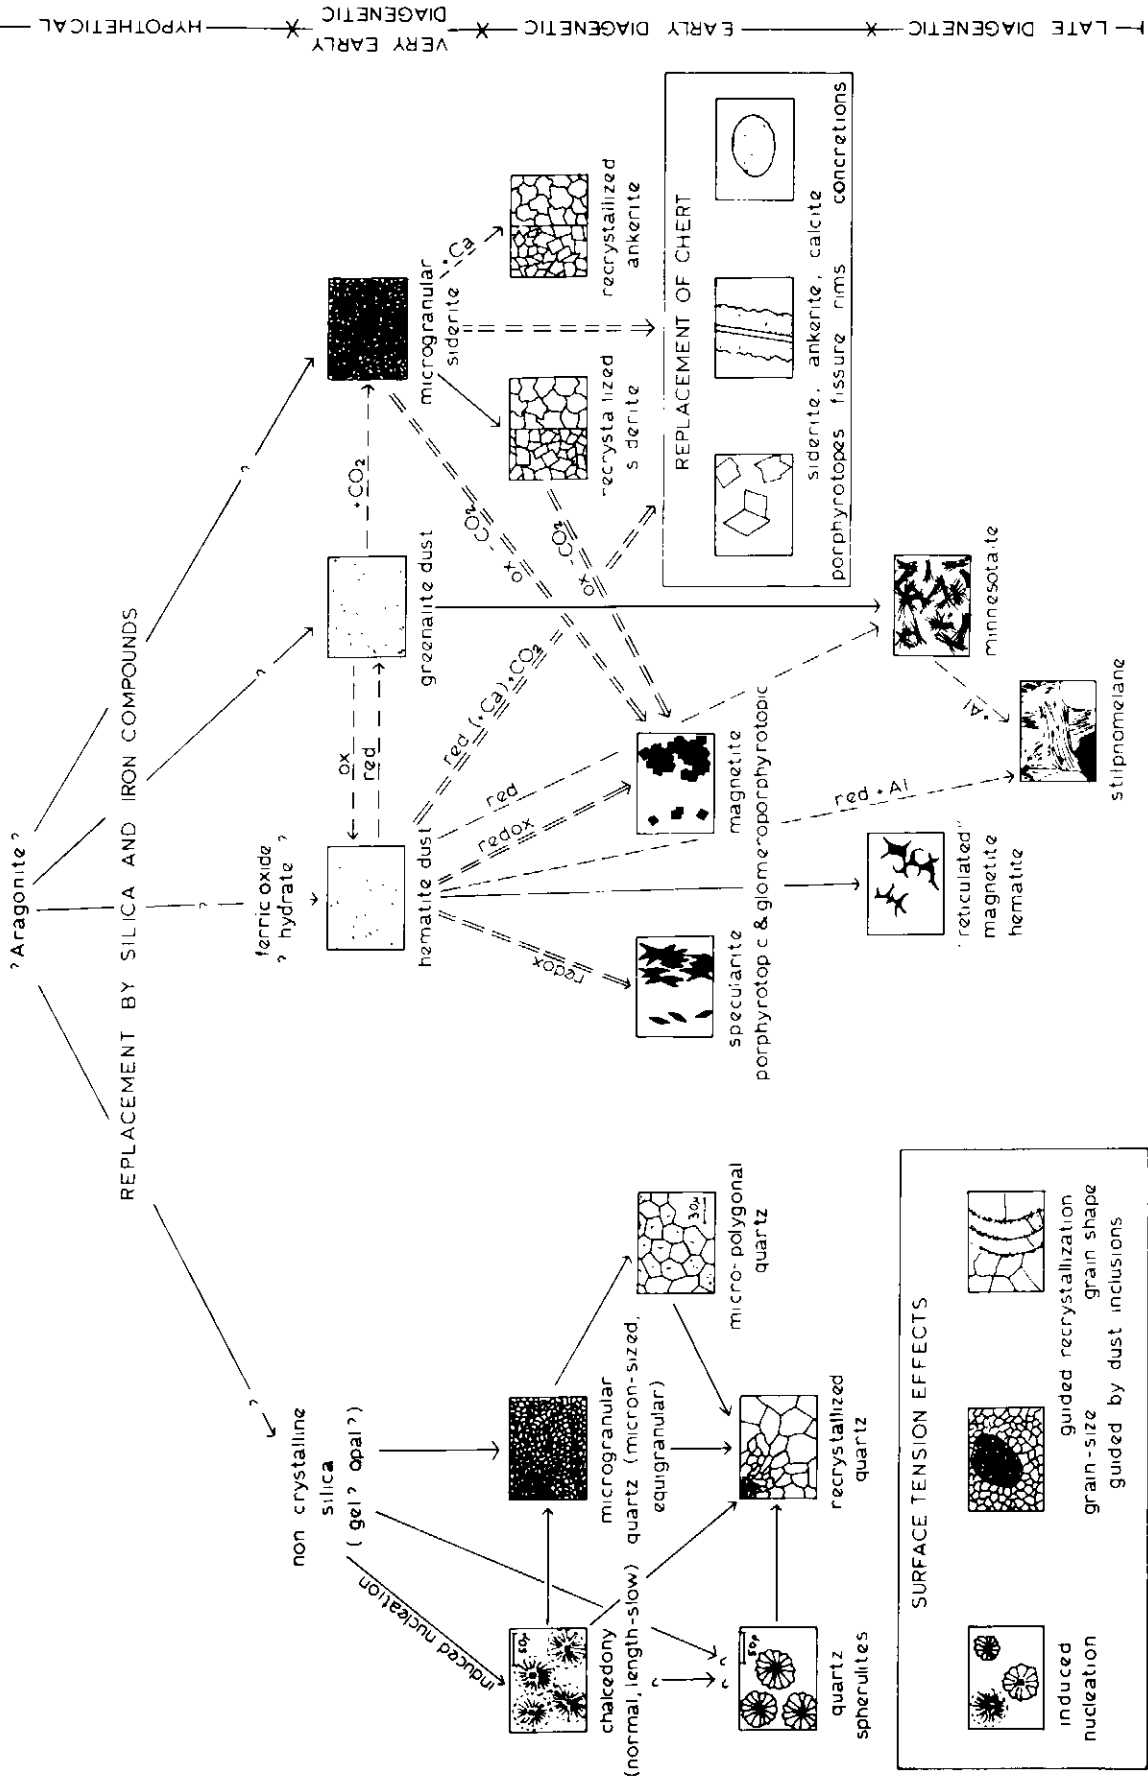 ? Aragonite ?
REPLACEMENT BY SILICA AND IRON COMPOUNDS
?
?
?
?
non crystalline
silica
( gel ? opal ? )
ferric oxide
? hydrate ?
induced nucleation
hematite dust
ox
red
greenalite dust
+CO2
microgranular
siderite
chalcedony
(normal, length-slow)
50µ
microgranular
quartz (micron-sized,
equigranular)
micro-polygonal
quartz
30µ
?
?
?
quartz
spherulites
50µ
recrystallized
quartz
redox
redox
red
red (+Ca) +CO2
ox - CO2
ox - CO2
+Ca
recrystallized
siderite
recrystallized
ankerite
specularite
magnetite
porphyrotopic & glomeroporphyrotopic
red + Al
+Al
"reticulated"
magnetite
hematite
minnesotaite
stilpnomelane
REPLACEMENT OF CHERT
siderite, ankerite, calcite
porphyrotopes fissure rims concretions
SURFACE TENSION EFFECTS
induced
nucleation
guided recrystallization
grain-size grain shape
guided by dust inclusions
HYPOTHETICAL
VERY EARLY
DIAGENETIC
EARLY DIAGENETIC
LATE DIAGENETIC